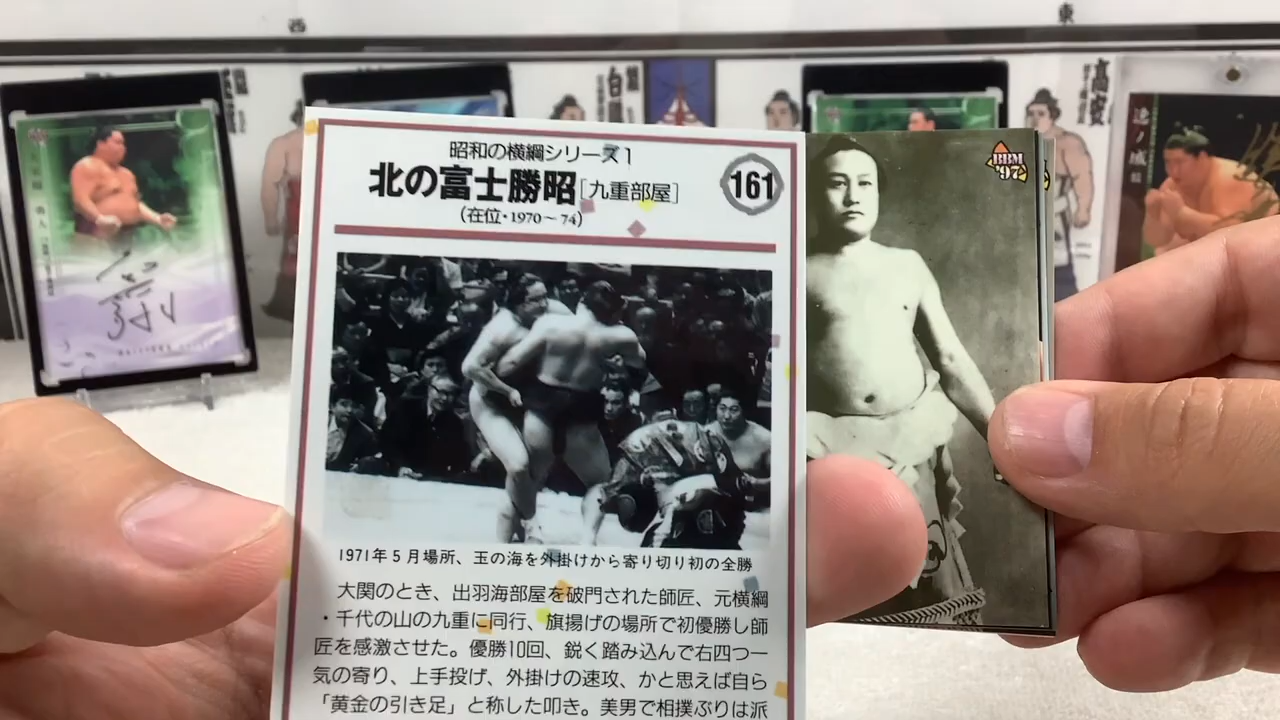 西
東
昭和の横綱シリーズ1
北の富士勝昭[九重部屋]
161
(在位・1970〜74)
1971年5月場所、玉の海を外掛けから寄り切り初の全勝
大関のとき、出羽海部屋を破門された師匠、元横綱
・千代の山の九重に同行、旗揚げの場所で初優勝し師
匠を感激させた。優勝10回、鋭く踏み込んで右四つ一
気の寄り、上手投げ、外掛けの速攻、かと思えば自ら
「黄金の引き足」と称した叩き。美男で相撲ぶりは派
BBM
'97
高安